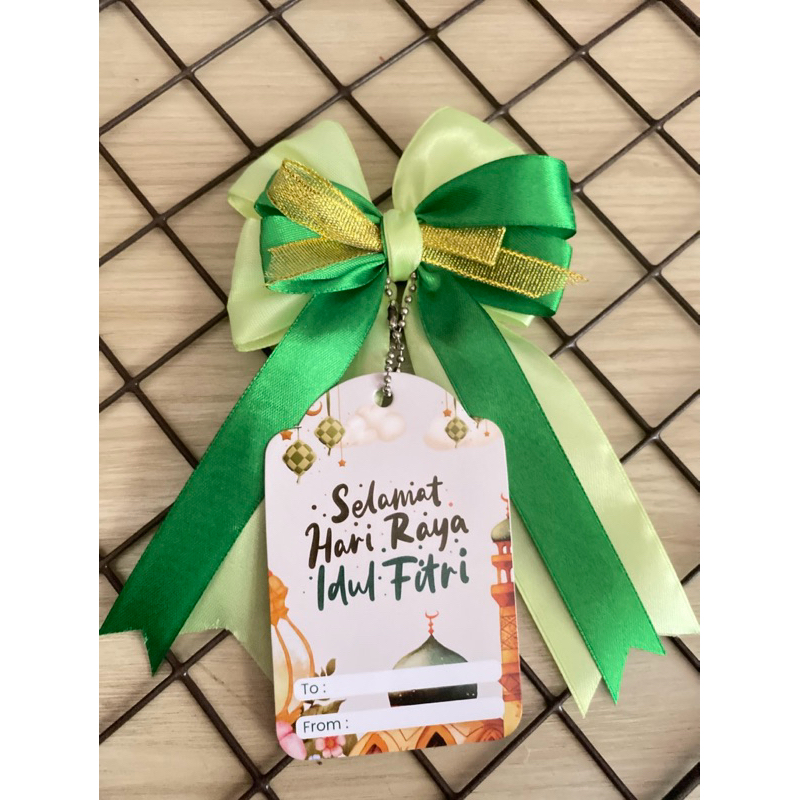 Selamat
Hari Raya
Idul Fitri
To :
From :